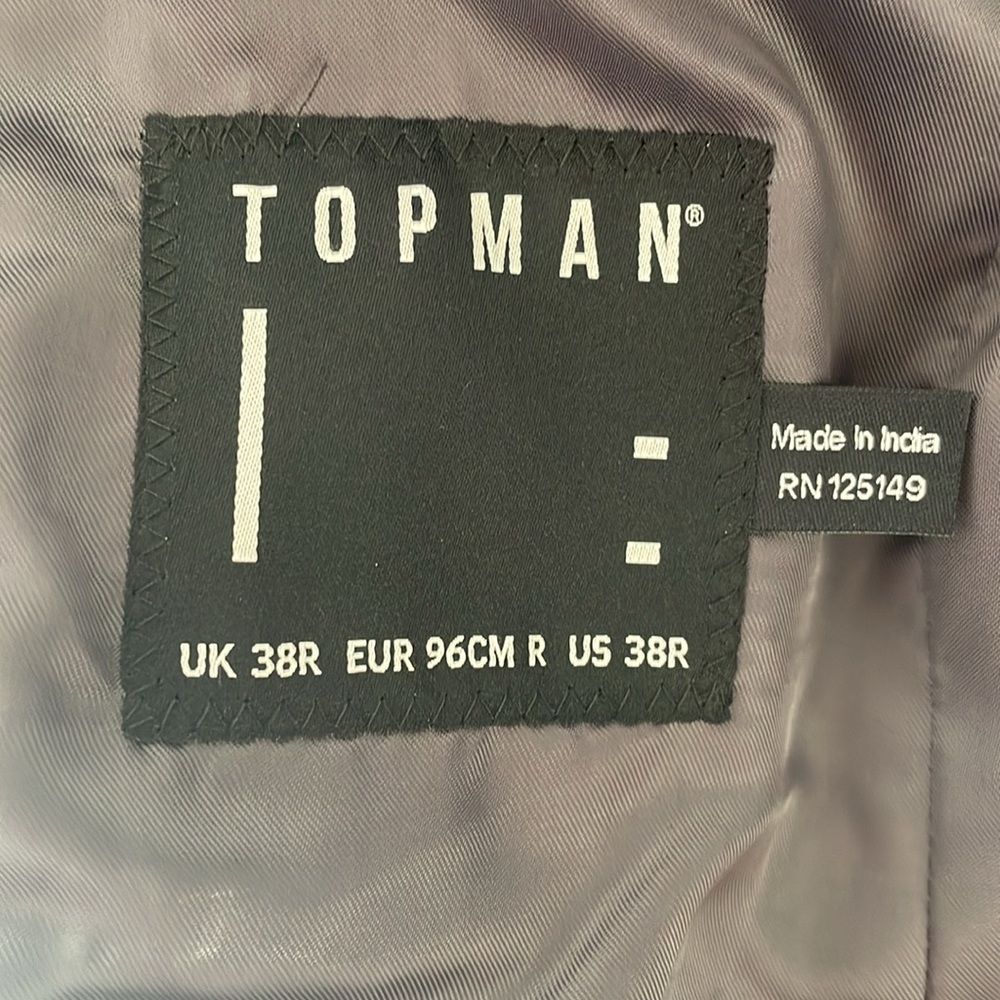 TOPMAN®
Made In India
RN 125149
UK 38R EUR 96CM R US 38R